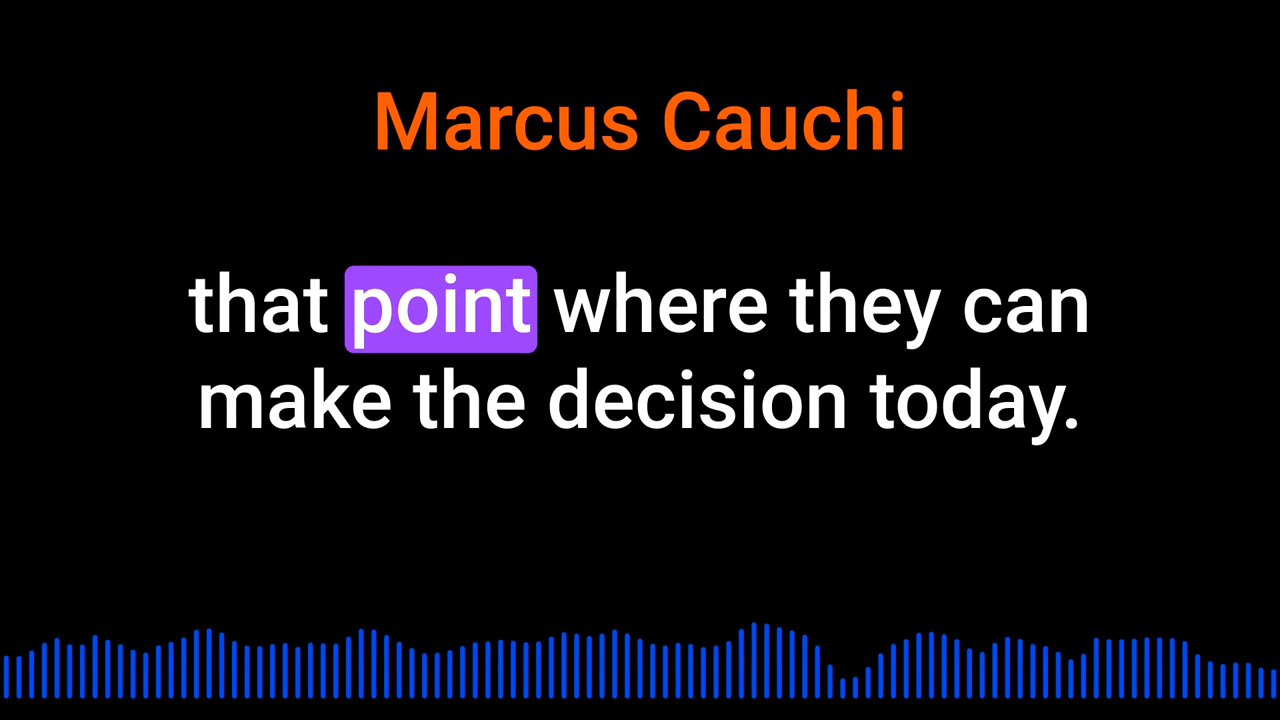 Marcus Cauchi
that point where they can
make the decision today.